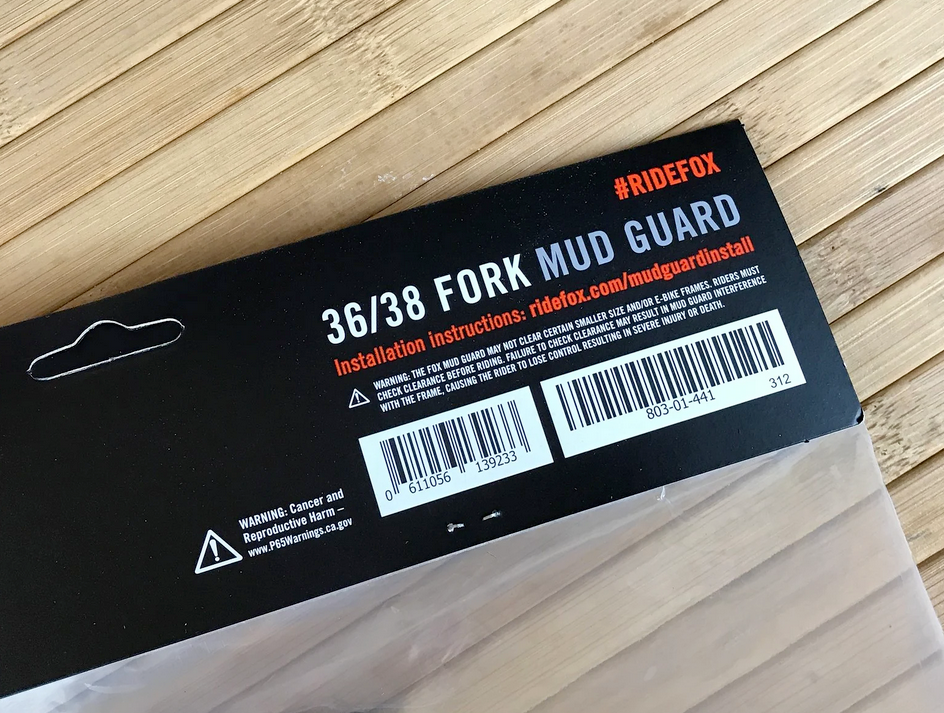 #RIDEFOX
36/38 FORK MUD GUARD
Installation instructions: ridefox.com/mudguardinstall
WARNING: THE FOX MUD GUARD MAY NOT CLEAR CERTAIN SMALLER SIZE AND/OR E-BIKE FRAMES. RIDERS MUST
CHECK CLEARANCE BEFORE RIDING. FAILURE TO CHECK CLEARANCE MAY RESULT IN MUD GUARD INTERFERENCE
WITH THE FRAME, CAUSING THE RIDER TO LOSE CONTROL RESULTING IN SEVERE INJURY OR DEATH.
0 611056 139233
803-01-441 312
WARNING: Cancer and
Reproductive Harm –
www.P65Warnings.ca.gov